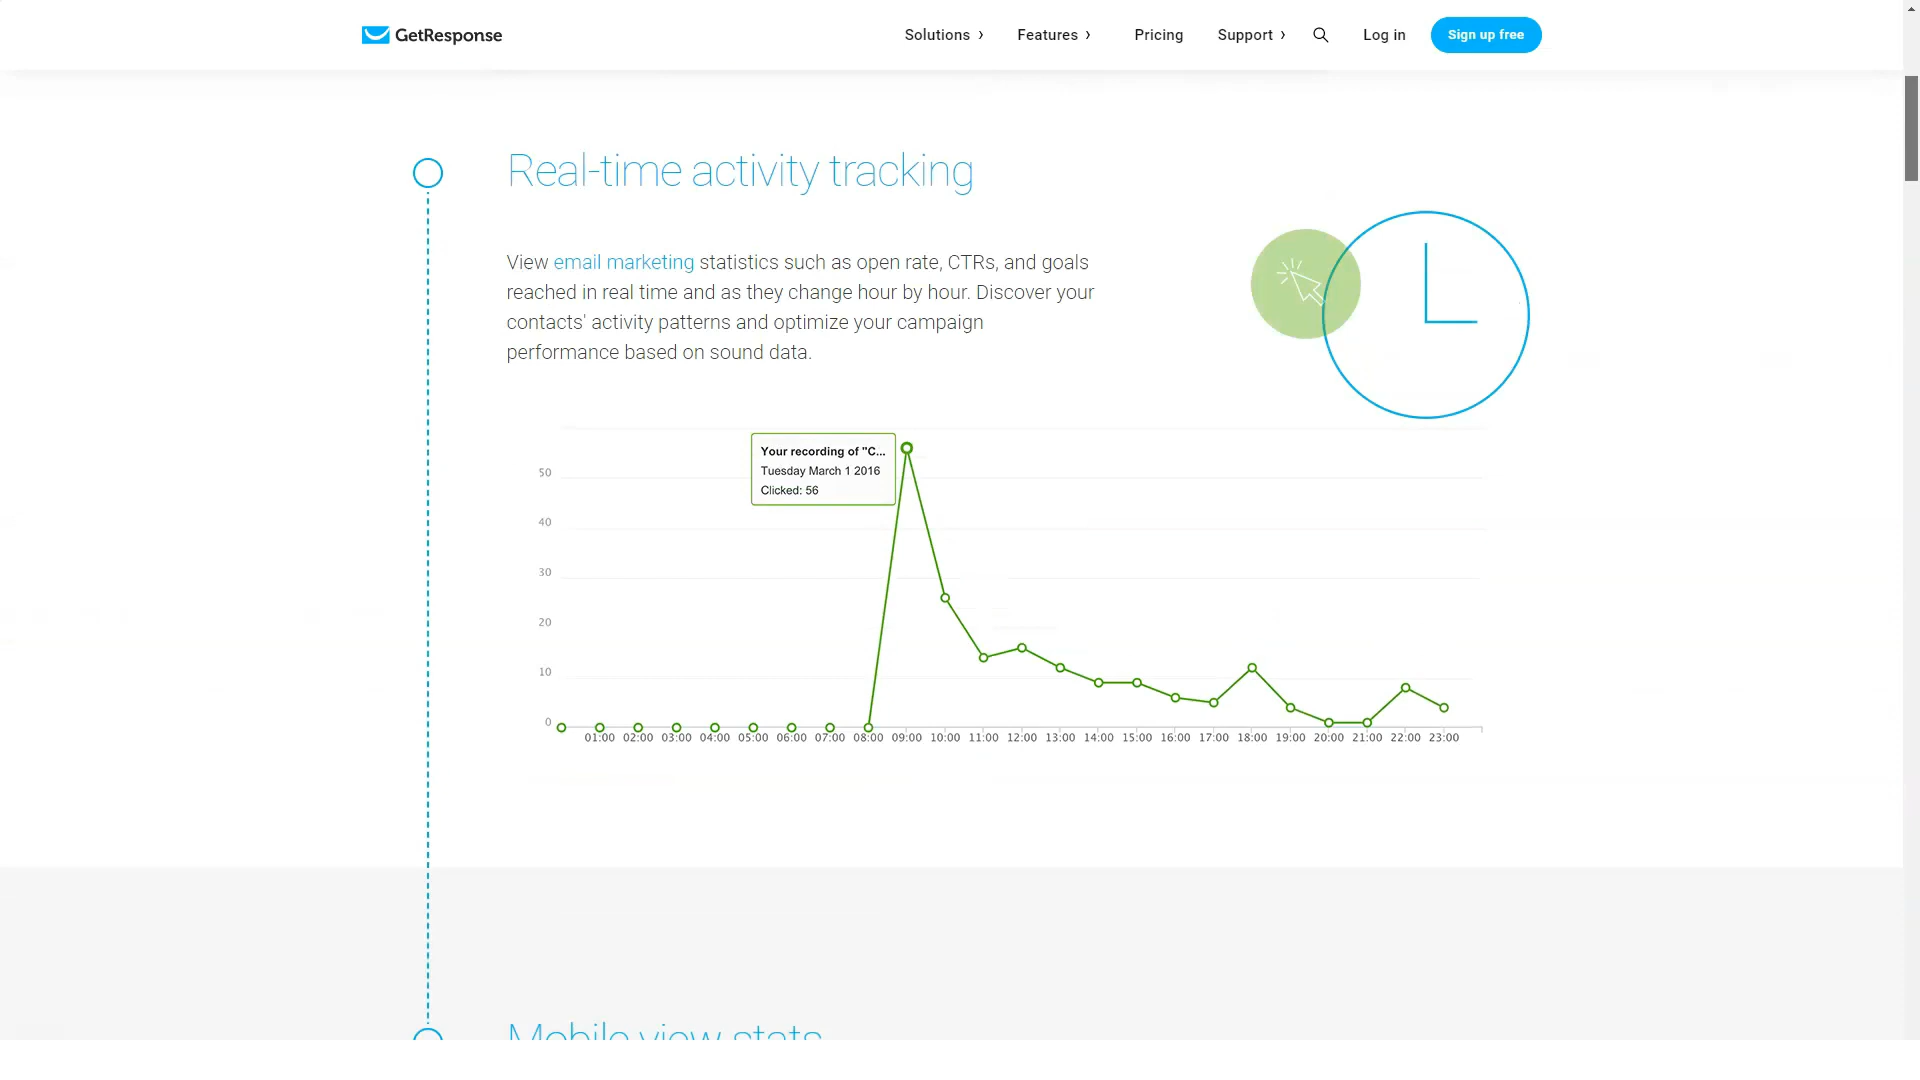 GetResponse
Solutions ›
Features ›
Pricing
Support ›
Log in
Sign up free
Real-time activity tracking
View email marketing statistics such as open rate, CTRs, and goals
reached in real time and as they change hour by hour. Discover your
contacts' activity patterns and optimize your campaign
performance based on sound data.
Your recording of "C...
Tuesday March 1 2016
Clicked: 56
50
40
30
20
10
0
01:00 02:00 03:00 04:00 05:00 06:00 07:00 08:00 09:00 10:00 11:00 12:00 13:00 14:00 15:00 16:00 17:00 18:00 19:00 20:00 21:00 22:00 23:00
Mobile view stats